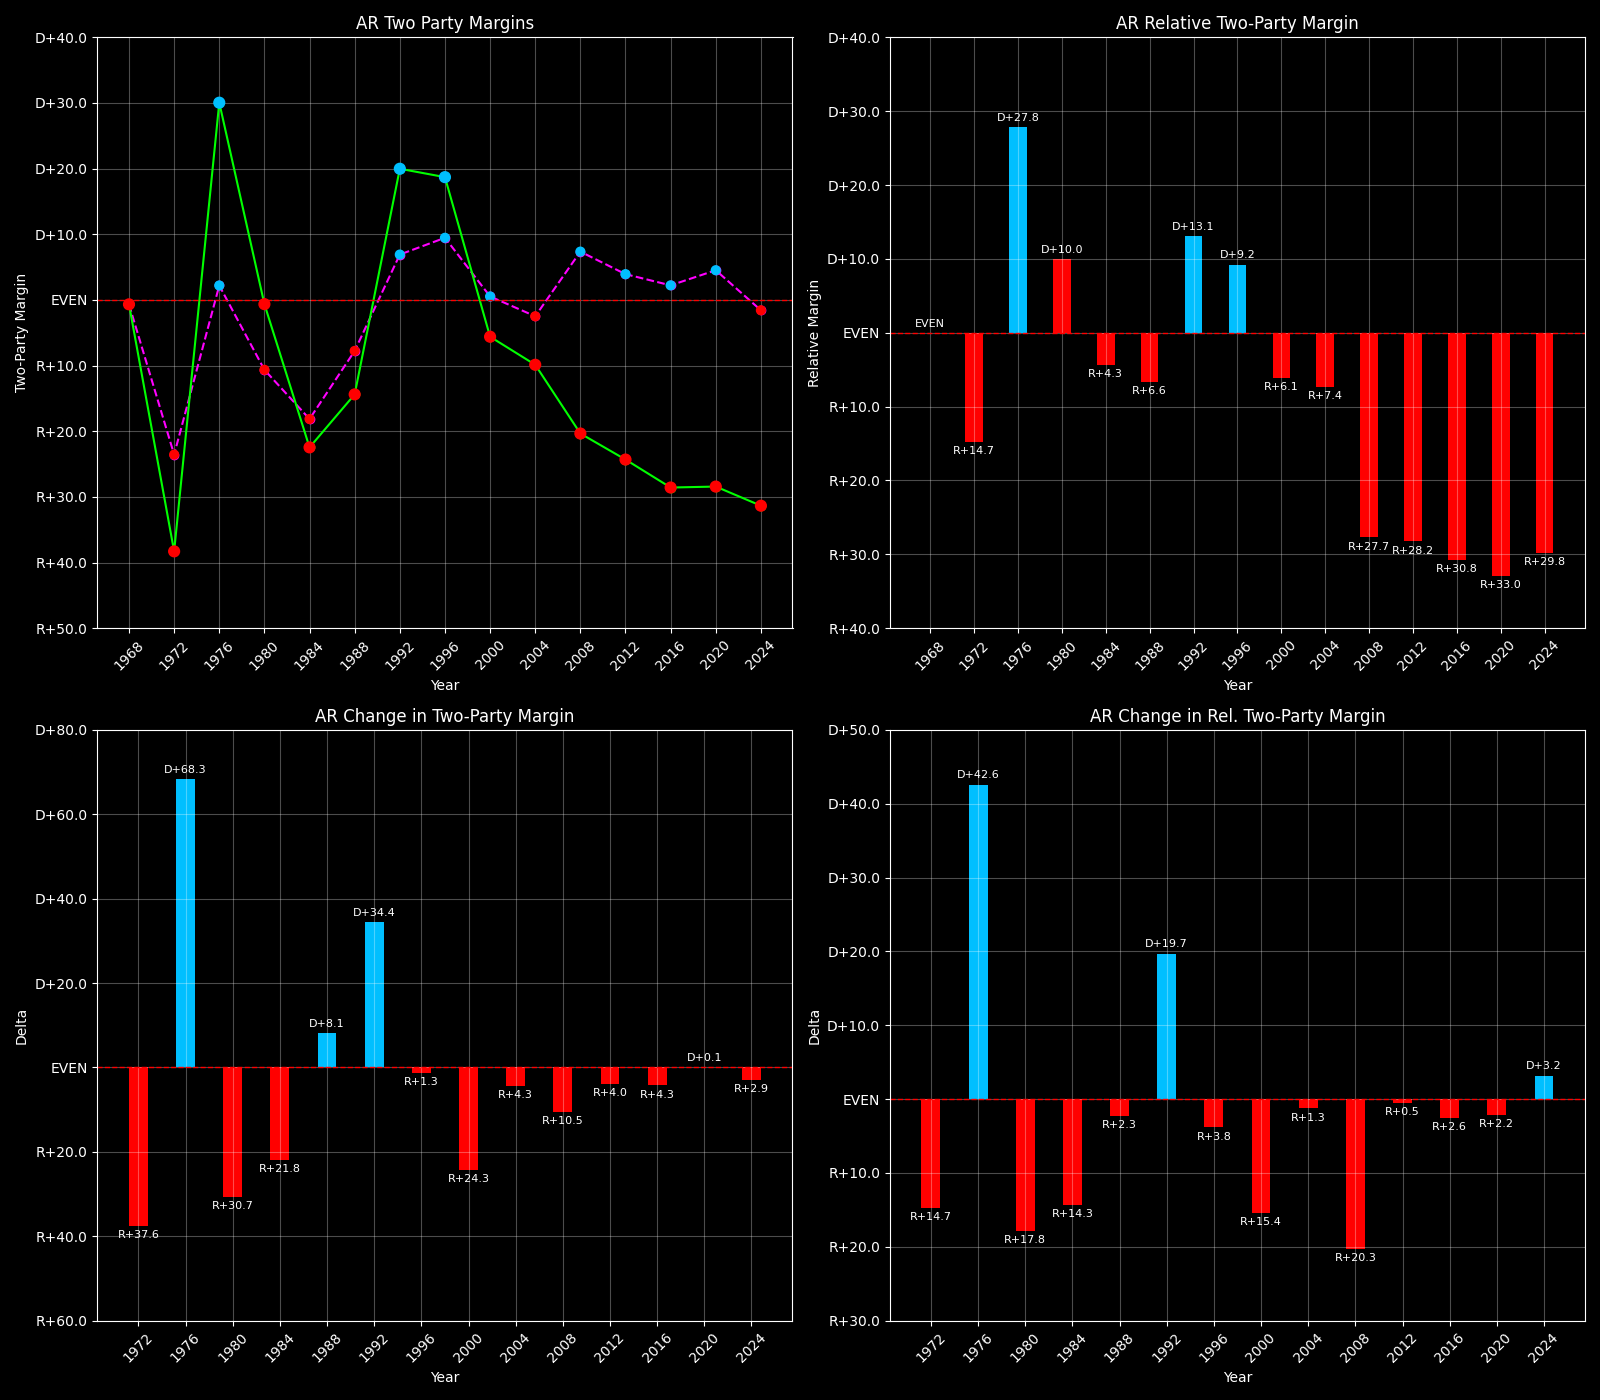 AR Two Party Margins
D+40.0
D+30.0
D+20.0
D+10.0
EVEN
R+10.0
R+20.0
R+30.0
R+40.0
R+50.0
Two-Party Margin
1968 1972 1976 1980 1984 1988 1992 1996 2000 2004 2008 2012 2016 2020 2024
Year
AR Relative Two-Party Margin
D+40.0
D+30.0
D+20.0
D+10.0
EVEN
R+10.0
R+20.0
R+30.0
R+40.0
Relative Margin
EVEN
R+14.7
D+27.8
D+10.0
R+4.3
R+6.6
D+13.1
D+9.2
R+6.1
R+7.4
R+27.7
R+28.2
R+30.8
R+33.0
R+29.8
1968 1972 1976 1980 1984 1988 1992 1996 2000 2004 2008 2012 2016 2020 2024
Year
AR Change in Two-Party Margin
D+80.0
D+60.0
D+40.0
D+20.0
EVEN
R+20.0
R+40.0
R+60.0
Delta
R+37.6
D+68.3
R+30.7
R+21.8
D+8.1
D+34.4
R+1.3
R+24.3
R+4.3
R+10.5
R+4.0
R+4.3
D+0.1
R+2.9
1972 1976 1980 1984 1988 1992 1996 2000 2004 2008 2012 2016 2020 2024
Year
AR Change in Rel. Two-Party Margin
D+50.0
D+40.0
D+30.0
D+20.0
D+10.0
EVEN
R+10.0
R+20.0
R+30.0
Delta
R+14.7
D+42.6
R+17.8
R+14.3
R+2.3
D+19.7
R+3.8
R+15.4
R+1.3
R+20.3
R+0.5
R+2.6
R+2.2
D+3.2
1972 1976 1980 1984 1988 1992 1996 2000 2004 2008 2012 2016 2020 2024
Year